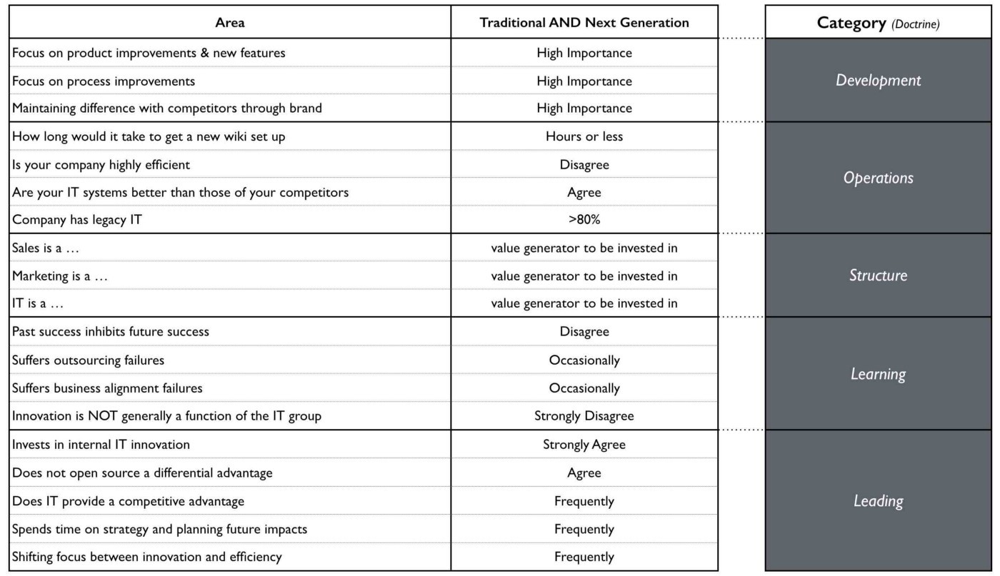 Area Traditional AND Next Generation Category (Doctrine)
Focus on product improvements & new features High Importance
Focus on process improvements High Importance Development
Maintaining difference with competitors through brand High Importance
How long would it take to get a new wiki set up Hours or less
Is your company highly efficient Disagree
Operations
Are your IT systems better than those of your competitors Agree
Company has legacy IT >80%
Sales is a … value generator to be invested in
Marketing is a … value generator to be invested in Structure
IT is a … value generator to be invested in
Past success inhibits future success Disagree
Suffers outsourcing failures Occasionally
Learning
Suffers business alignment failures Occasionally
Innovation is NOT generally a function of the IT group Strongly Disagree
Invests in internal IT innovation Strongly Agree
Does not open source a differential advantage Agree
Does IT provide a competitive advantage Frequently Leading
Spends time on strategy and planning future impacts Frequently
Shifting focus between innovation and efficiency Frequently